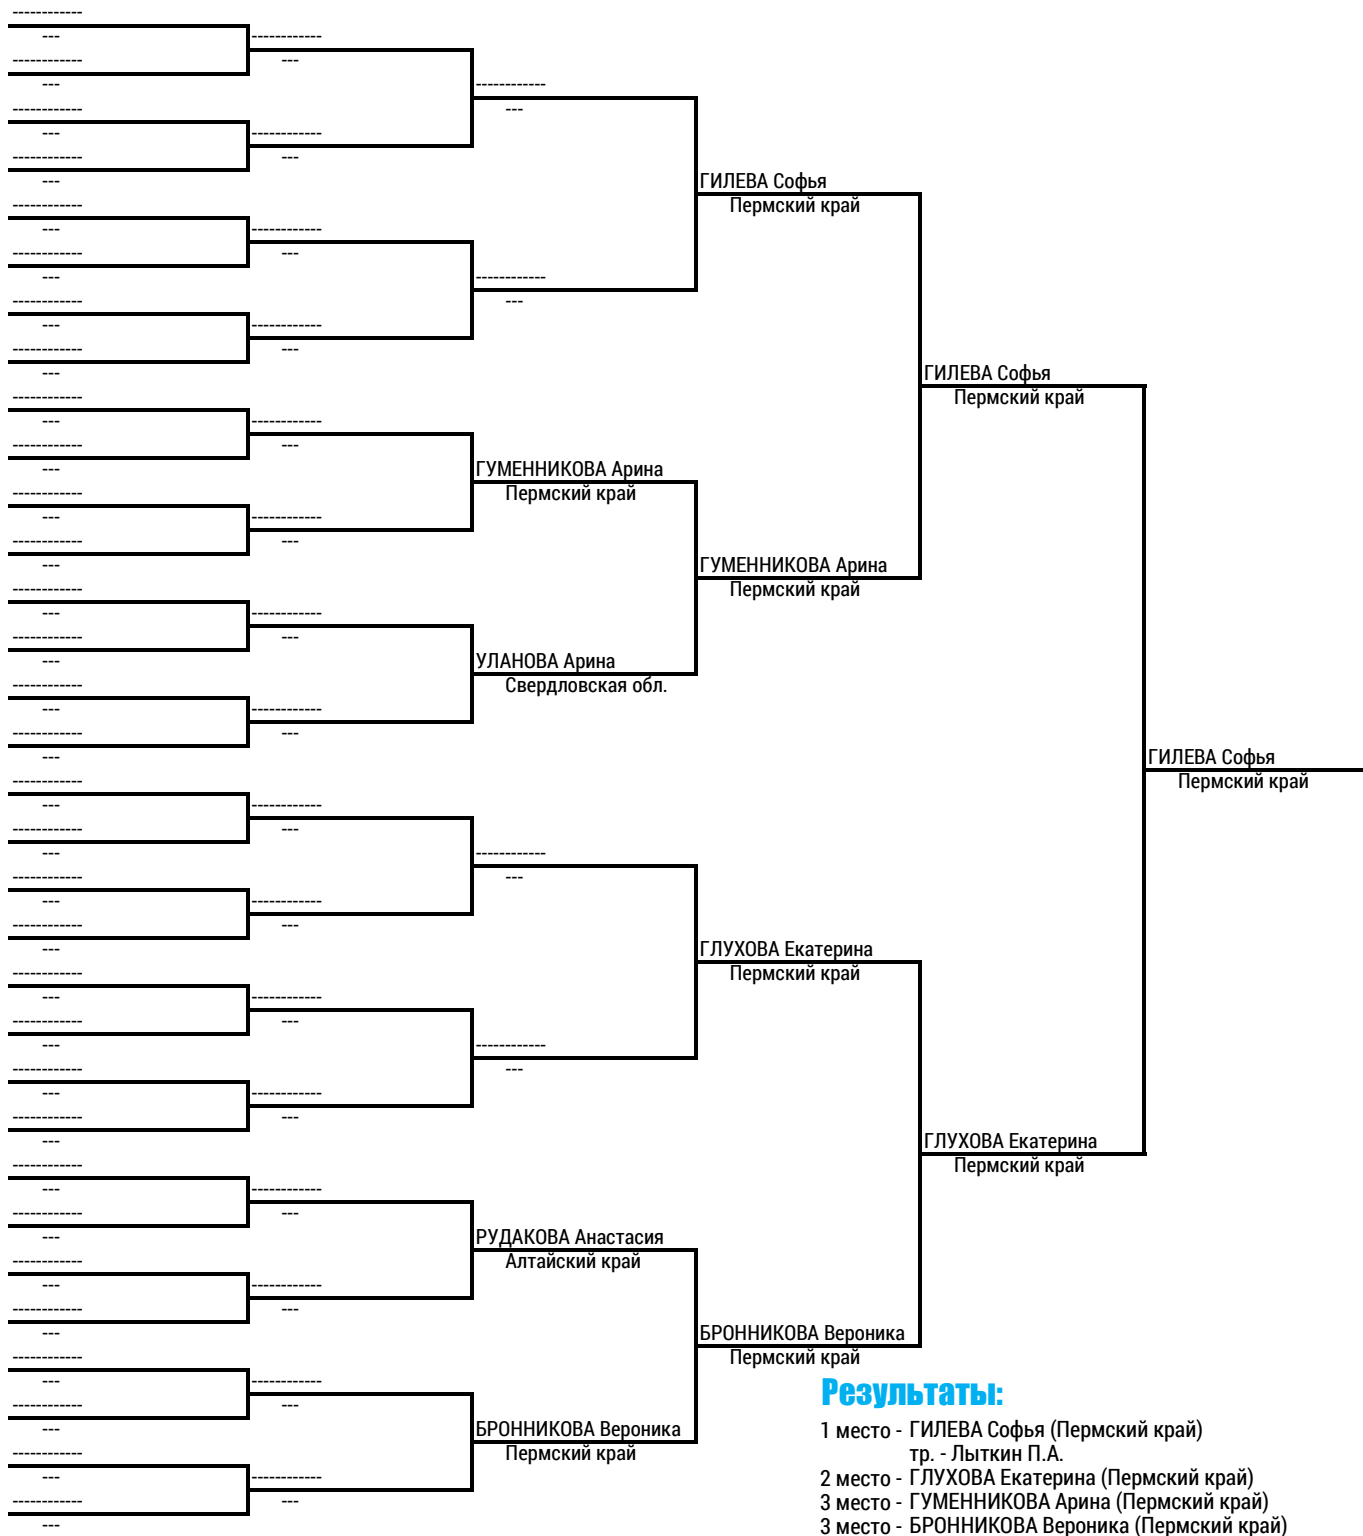 ГИЛЕВА Софья
Пермский край
ГИЛЕВА Софья
Пермский край
ГУМЕННИКОВА Арина
Пермский край
ГУМЕННИКОВА Арина
Пермский край
УЛАНОВА Арина
Свердловская обл.
ГИЛЕВА Софья
Пермский край
ГЛУХОВА Екатерина
Пермский край
ГЛУХОВА Екатерина
Пермский край
РУДАКОВА Анастасия
Алтайский край
БРОННИКОВА Вероника
Пермский край
БРОННИКОВА Вероника
Пермский край
Результаты:
1 место - ГИЛЕВА Софья (Пермский край)
тр. - Лыткин П.А.
2 место - ГЛУХОВА Екатерина (Пермский край)
3 место - ГУМЕННИКОВА Арина (Пермский край)
3 место - БРОННИКОВА Вероника (Пермский край)